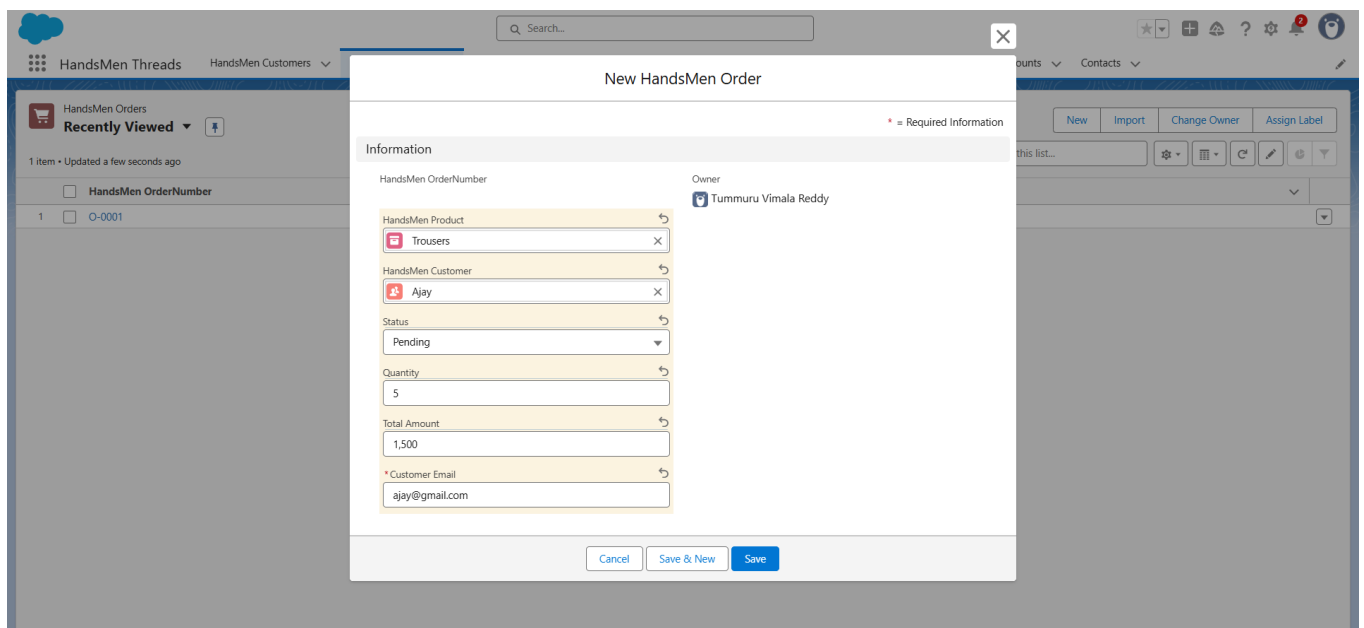 Search...
2
HandsMen Threads
HandsMen Customers
ounts
Contacts
New HandsMen Order
HandsMen Orders
Recently Viewed
New
Import
Change Owner
Assign Label
* = Required Information
1 item • Updated a few seconds ago
this list...
Information
HandsMen OrderNumber
1
O-0001
HandsMen OrderNumber
Owner
Tummuru Vimala Reddy
HandsMen Product
Trousers
HandsMen Customer
Ajay
Status
Pending
Quantity
5
Total Amount
1,500
*Customer Email
ajay@gmail.com
Cancel
Save & New
Save